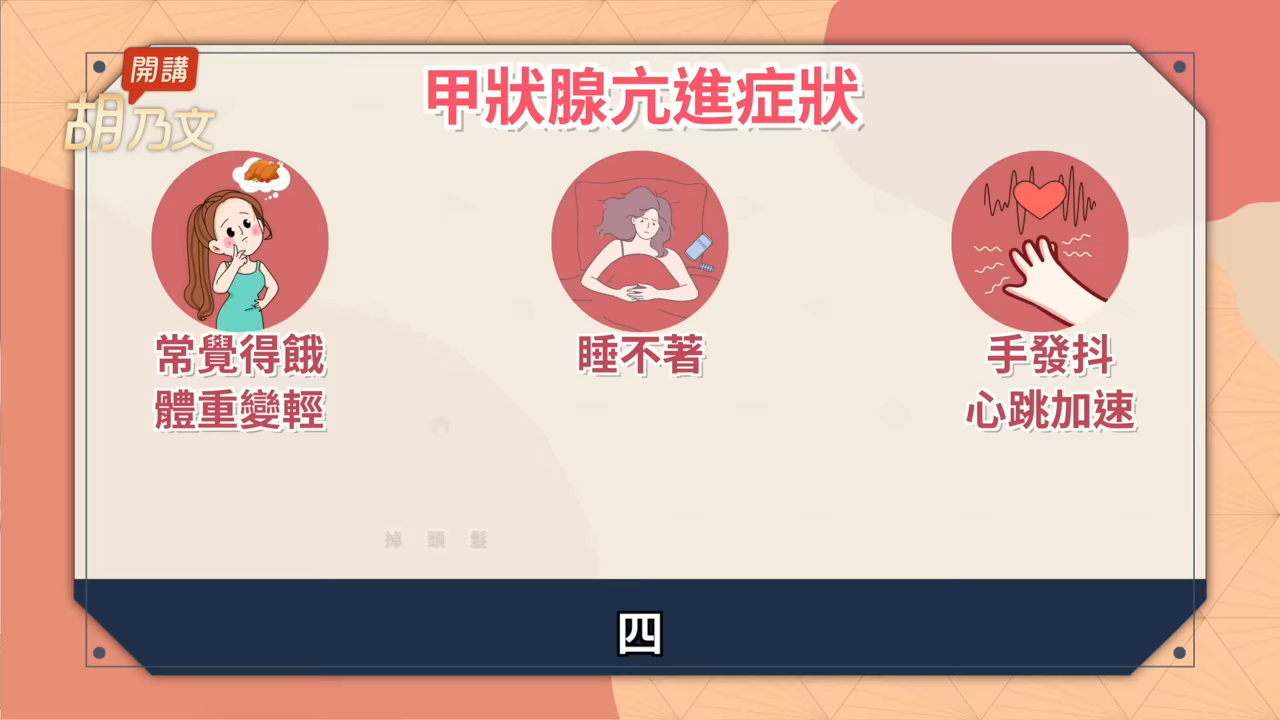 開講
胡乃文
甲狀腺亢進症狀
常覺得餓
體重變輕
睡不著
手發抖
心跳加速
掉頭髮
四